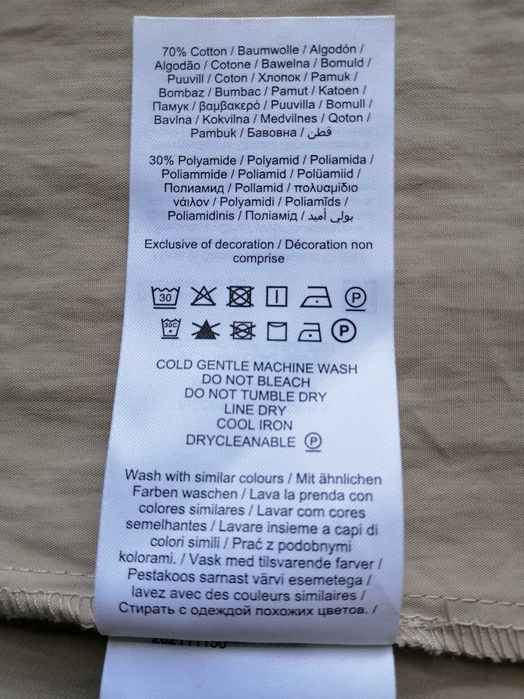 70% Cotton / Baumwolle / Algodón /
Algodão / Cotone / Bawelna / Bomuld /
Puuvill / Coton / Хлопок / Pamuk /
Bombaz / Bumbac / Pamut / Katoen /
Памук / βαμβακερό / Puuvilla / Bomull /
Bavlna / Kokvilna / Medvilnes / Qoton /
Pambuk / Бавовна / قطن
30% Polyamide / Polyamid / Poliamida /
Poliammide / Poliamid / Polüamiid /
Полиамид / Pollamid / πολυαμίδιο
νάιλον / Polyamidi / Poliamīds /
Poliamidinis / Поліамід / بولي أميد
Exclusive of decoration / Décoration non
comprise
30 P
30C P
COLD GENTLE MACHINE WASH
DO NOT BLEACH
DO NOT TUMBLE DRY
LINE DRY
COOL IRON
DRYCLEANABLE P
Wash with similar colours / Mit ähnlichen
Farben waschen / Lava la prenda con
colores similares / Lavar com cores
semelhantes / Lavare insieme a capi di
colori simili / Prać z podobnymi
kolorami. / Vask med tilsvarende farver /
Pestakoos sarnast värvi esemetega /
lavez avec des couleurs similaires /
Стирать с одеждой похожих цветов. /